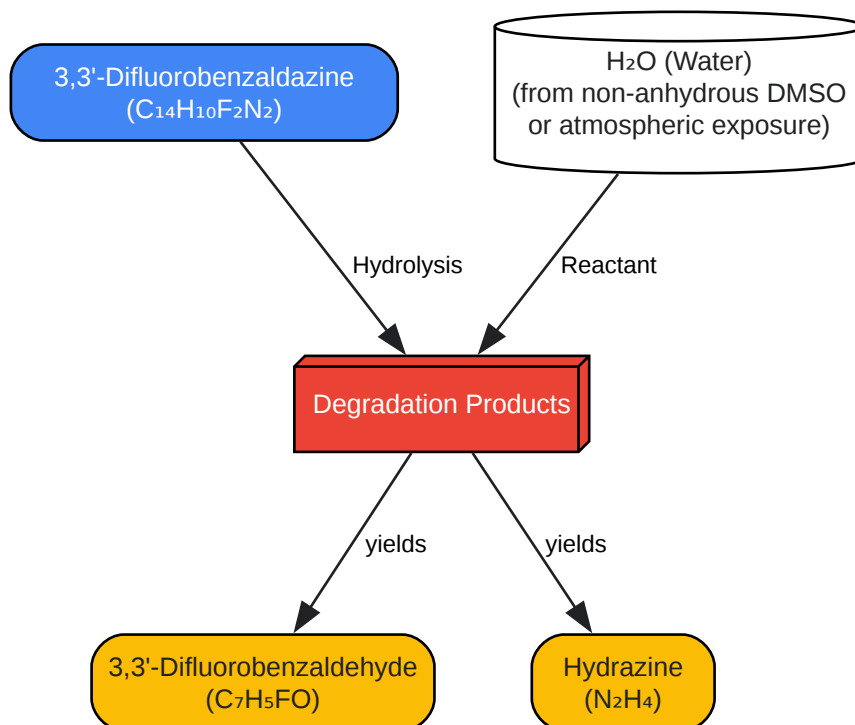 3,3'-Difluorobenzaldazine
(C₁₄H₁₀F₂N₂)
H₂O (Water)
(from non-anhydrous DMSO
or atmospheric exposure)
Hydrolysis
Reactant
Degradation Products
yields
yields
3,3'-Difluorobenzaldehyde
(C₇H₅FO)
Hydrazine
(N₂H₄)